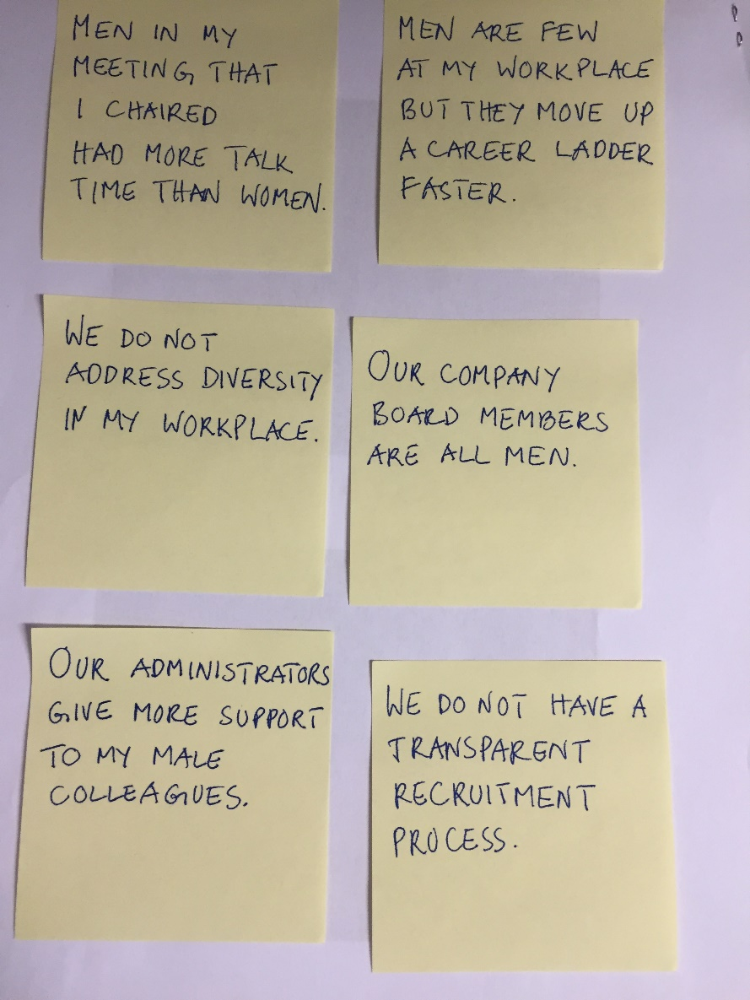 MEN IN MY
MEETING THAT
I CHAIRED
HAD MORE TALK
TIME THAN WOMEN.
MEN ARE FEW
AT MY WORKPLACE
BUT THEY MOVE UP
A CAREER LADDER
FASTER.
WE DO NOT
ADDRESS DIVERSITY
IN MY WORKPLACE.
OUR COMPANY
BOARD MEMBERS
ARE ALL MEN.
OUR ADMINISTRATORS
GIVE MORE SUPPORT
TO MY MALE
COLLEAGUES.
WE DO NOT HAVE A
TRANSPARENT
RECRUITMENT
PROCESS.